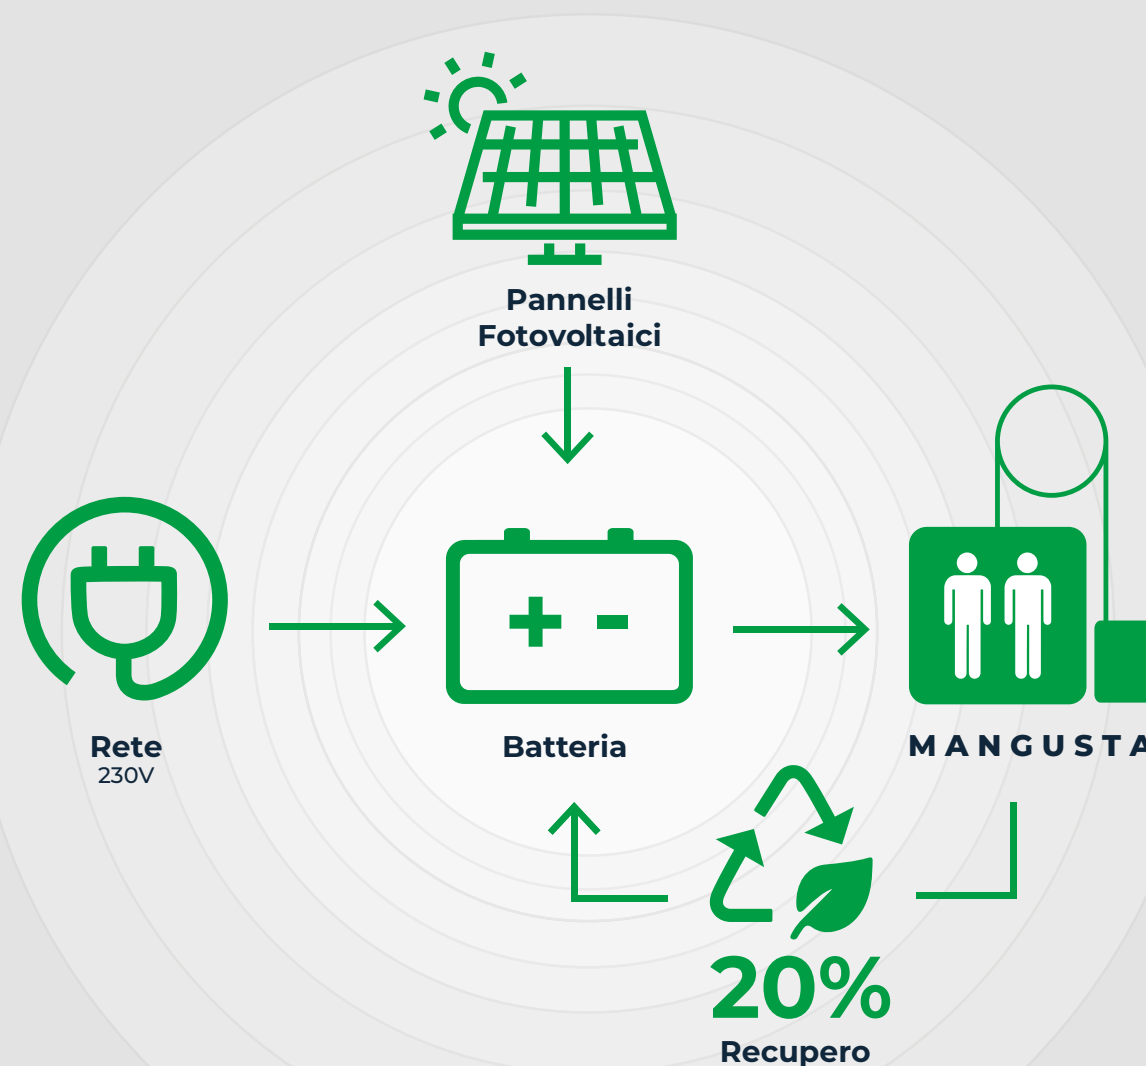 Pannelli
Fotovoltaici
Rete
230V
Batteria
MANGUSTA
20%
Recupero